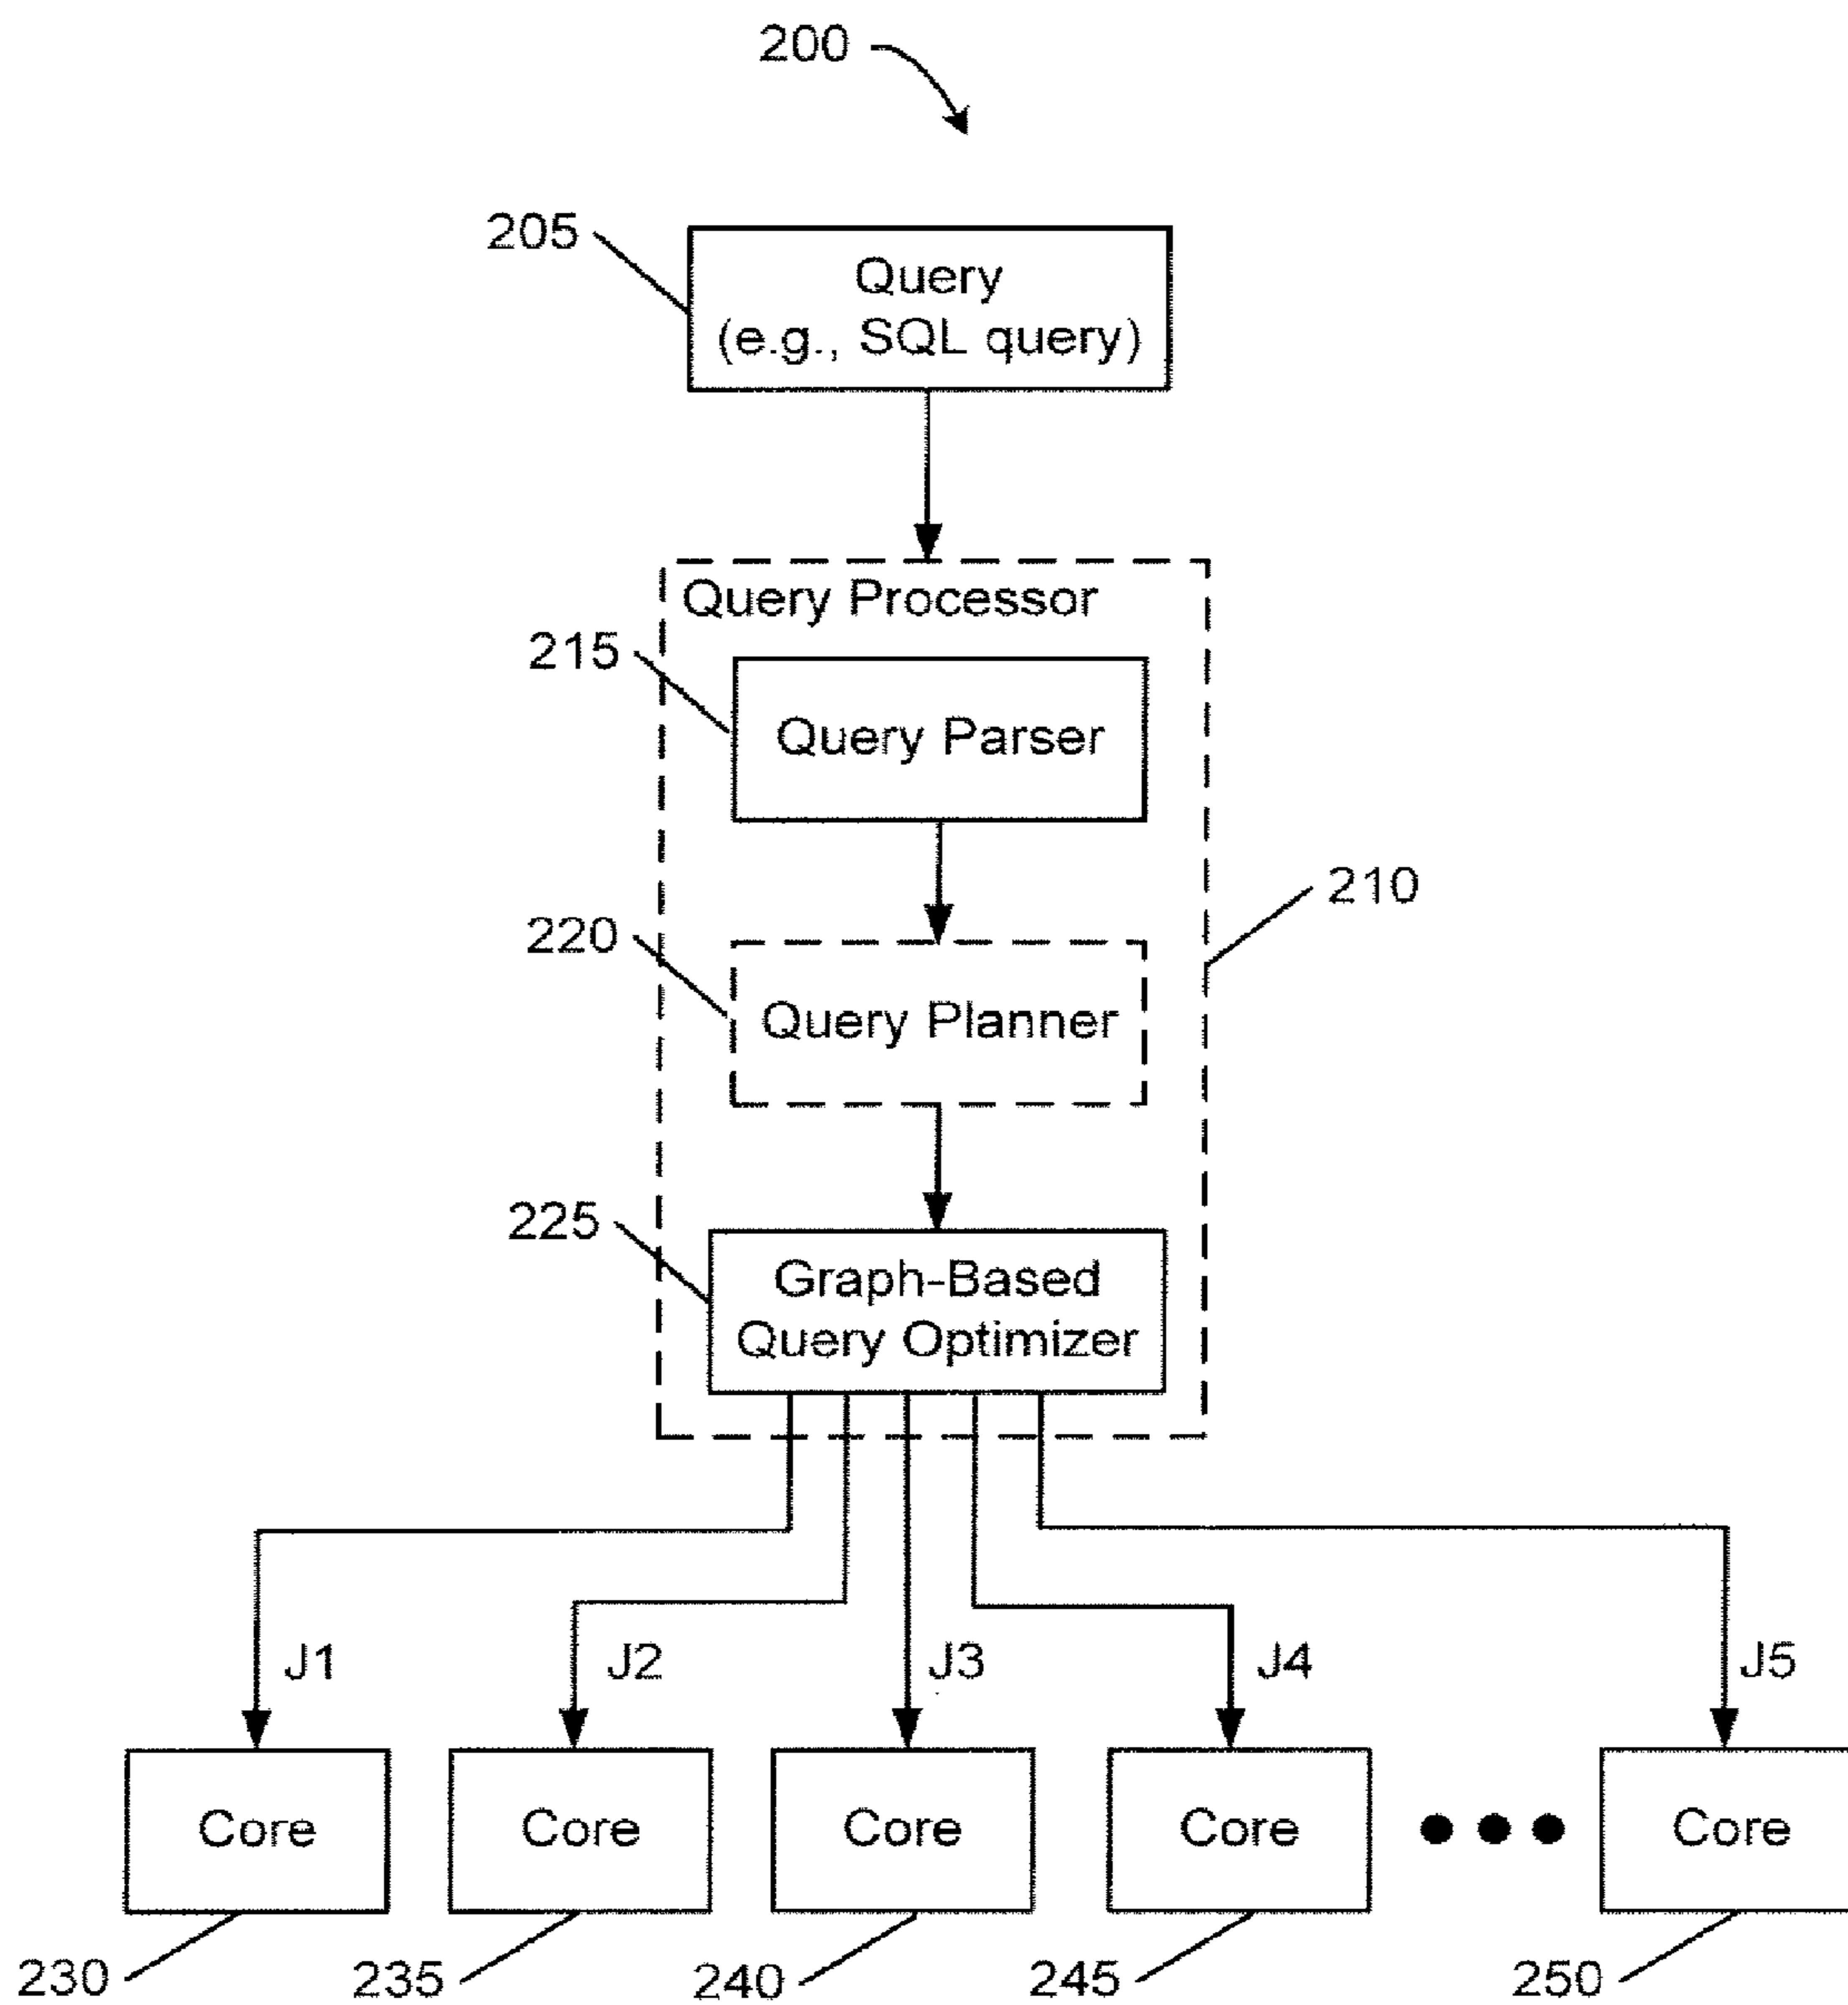 200
205
Query
(e.g., SQL query)
Query Processor
215
Query Parser
210
220
Query Planner
225
Graph-Based
Query Optimizer
J1
J2
J3
J4
J5
Core
Core
Core
Core
Core
230
235
240
245
250